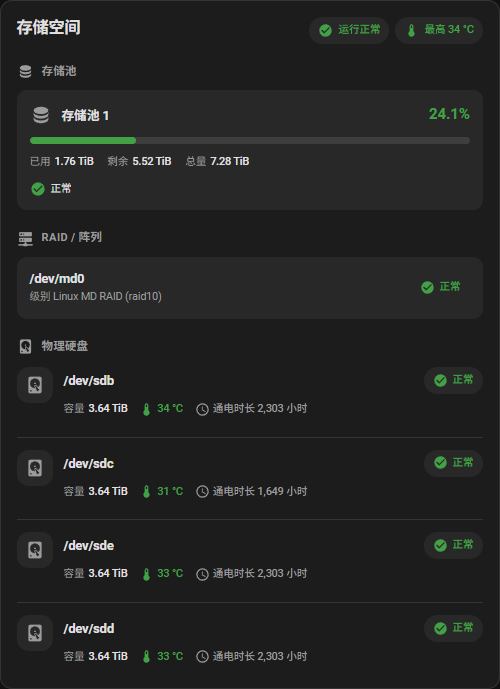 存储空间
运行正常
最高 34 °C
存储池
存储池 1
24.1%
已用 1.76 TiB 剩余 5.52 TiB 总量 7.28 TiB
正常
RAID / 阵列
/dev/md0
级别 Linux MD RAID (raid10)
正常
物理硬盘
/dev/sdb
正常
容量 3.64 TiB 34 °C 通电时长 2,303 小时
/dev/sdc
正常
容量 3.64 TiB 31 °C 通电时长 1,649 小时
/dev/sde
正常
容量 3.64 TiB 33 °C 通电时长 2,303 小时
/dev/sdd
正常
容量 3.64 TiB 33 °C 通电时长 2,303 小时